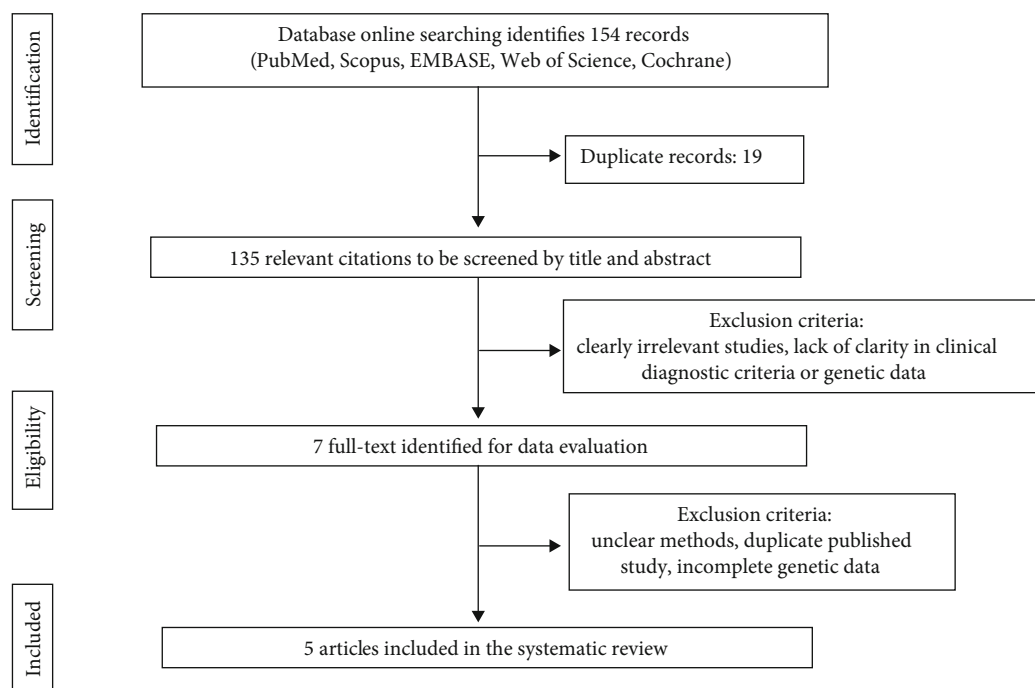 Identification
Database online searching identifies 154 records
(PubMed, Scopus, EMBASE, Web of Science, Cochrane)
Duplicate records: 19
Screening
135 relevant citations to be screened by title and abstract
Exclusion criteria:
clearly irrelevant studies, lack of clarity in clinical
diagnostic criteria or genetic data
Eligibility
7 full-text identified for data evaluation
Exclusion criteria:
unclear methods, duplicate published
study, incomplete genetic data
Included
5 articles included in the systematic review